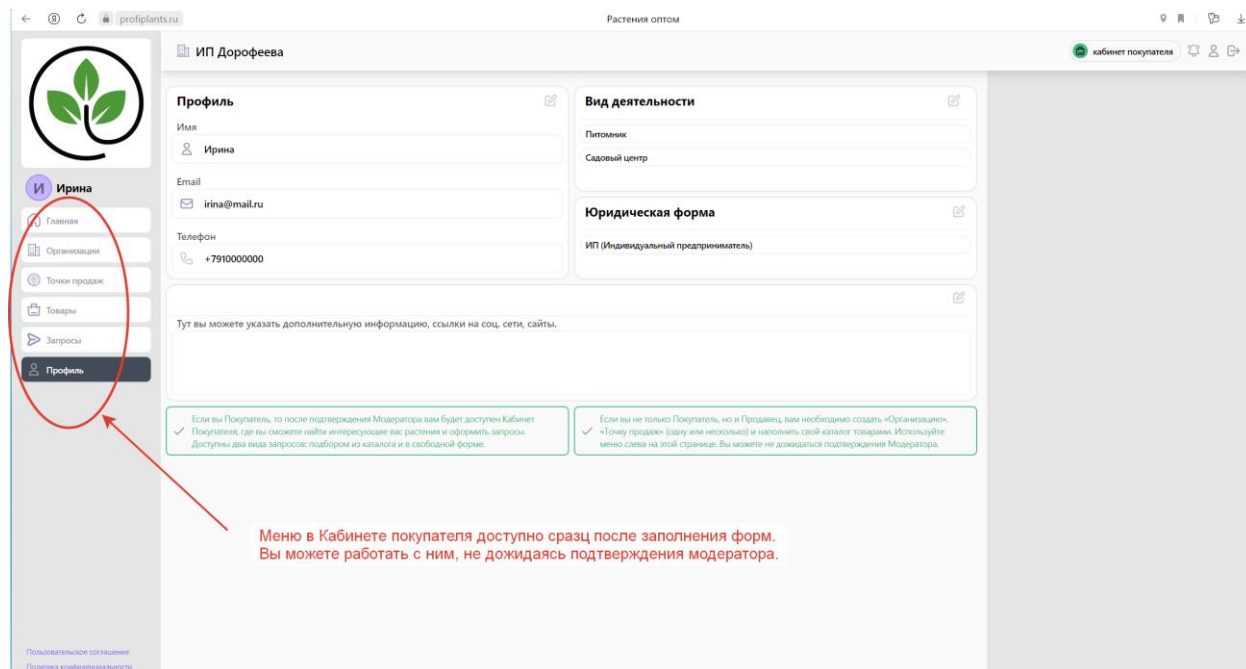 profiplants.ru
Растения оптом
ИП Дорофеева
кабинет покупателя
И Ирина
Главная
Организации
Точки продаж
Товары
Запросы
Профиль
Профиль
Имя
Ирина
Email
irina@mail.ru
Телефон
+7910000000
Вид деятельности
Питомник
Садовый центр
Юридическая форма
ИП (Индивидуальный предприниматель)
Тут вы можете указать дополнительную информацию, ссылки на соц. сети, сайты.
Если вы Покупатель, то после подтверждения Модератора вам будет доступен Кабинет
Покупателя, где вы сможете найти интересующие вас растения и оформить запросы.
Доступны два вида запросов: подбором из каталога и в свободной форме.
Если вы не только Покупатель, но и Продавец, вам необходимо создать «Организацию»,
«Точку продаж» (одну или несколько) и наполнить свой каталог товарами. Используйте
меню слева на этой странице. Вы можете не дожидаться подтверждения Модератора.
Меню в Кабинете покупателя доступно сразц после заполнения форм.
Вы можете работать с ним, не дожидаясь подтверждения модератора.
Пользовательское соглашение
Политика конфиденциальности